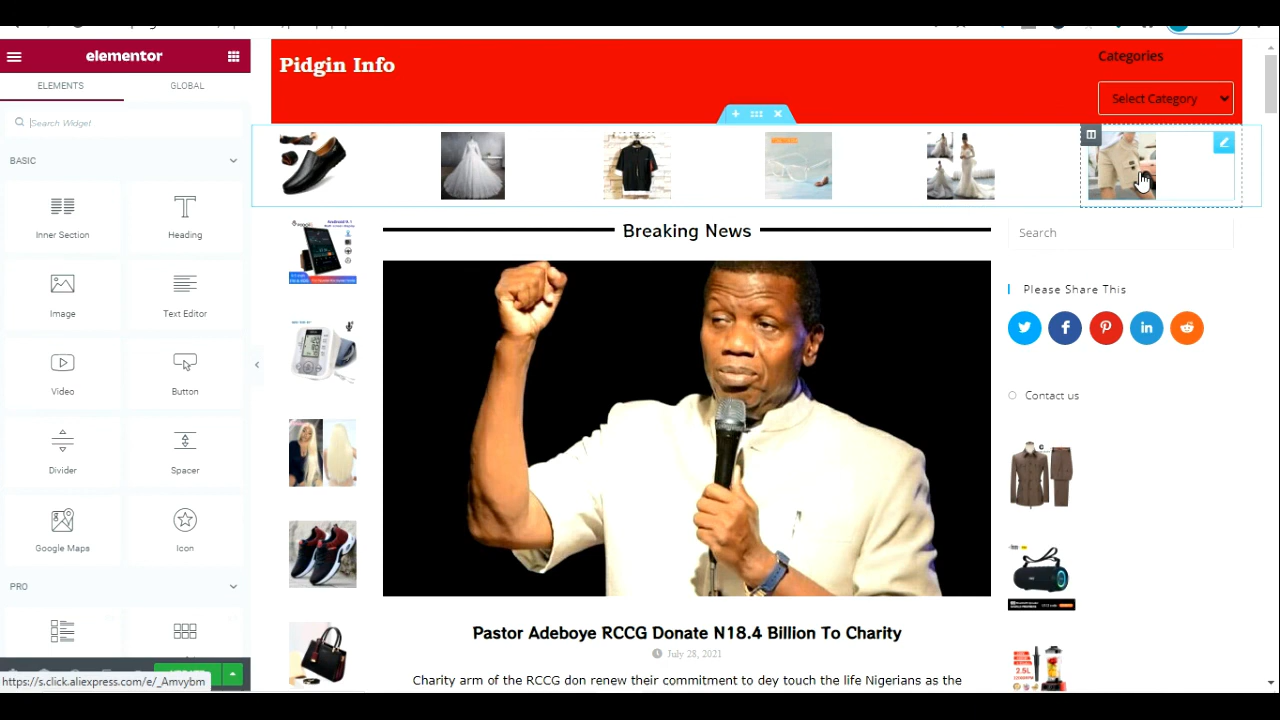 elementor
ELEMENTS
GLOBAL
Search Widget
BASIC
Inner Section
Heading
Image
Text Editor
Video
Button
Divider
Spacer
Google Maps
Icon
PRO
https://s.click.aliexpress.com/e/_Amvybm
Pidgin Info
Categories
Select Category
Breaking News
Pastor Adeboye RCCG Donate N18.4 Billion To Charity
July 28, 2021
Charity arm of the RCCG don renew their commitment to dey touch the life Nigerians as the
Search
Please Share This
Contact us